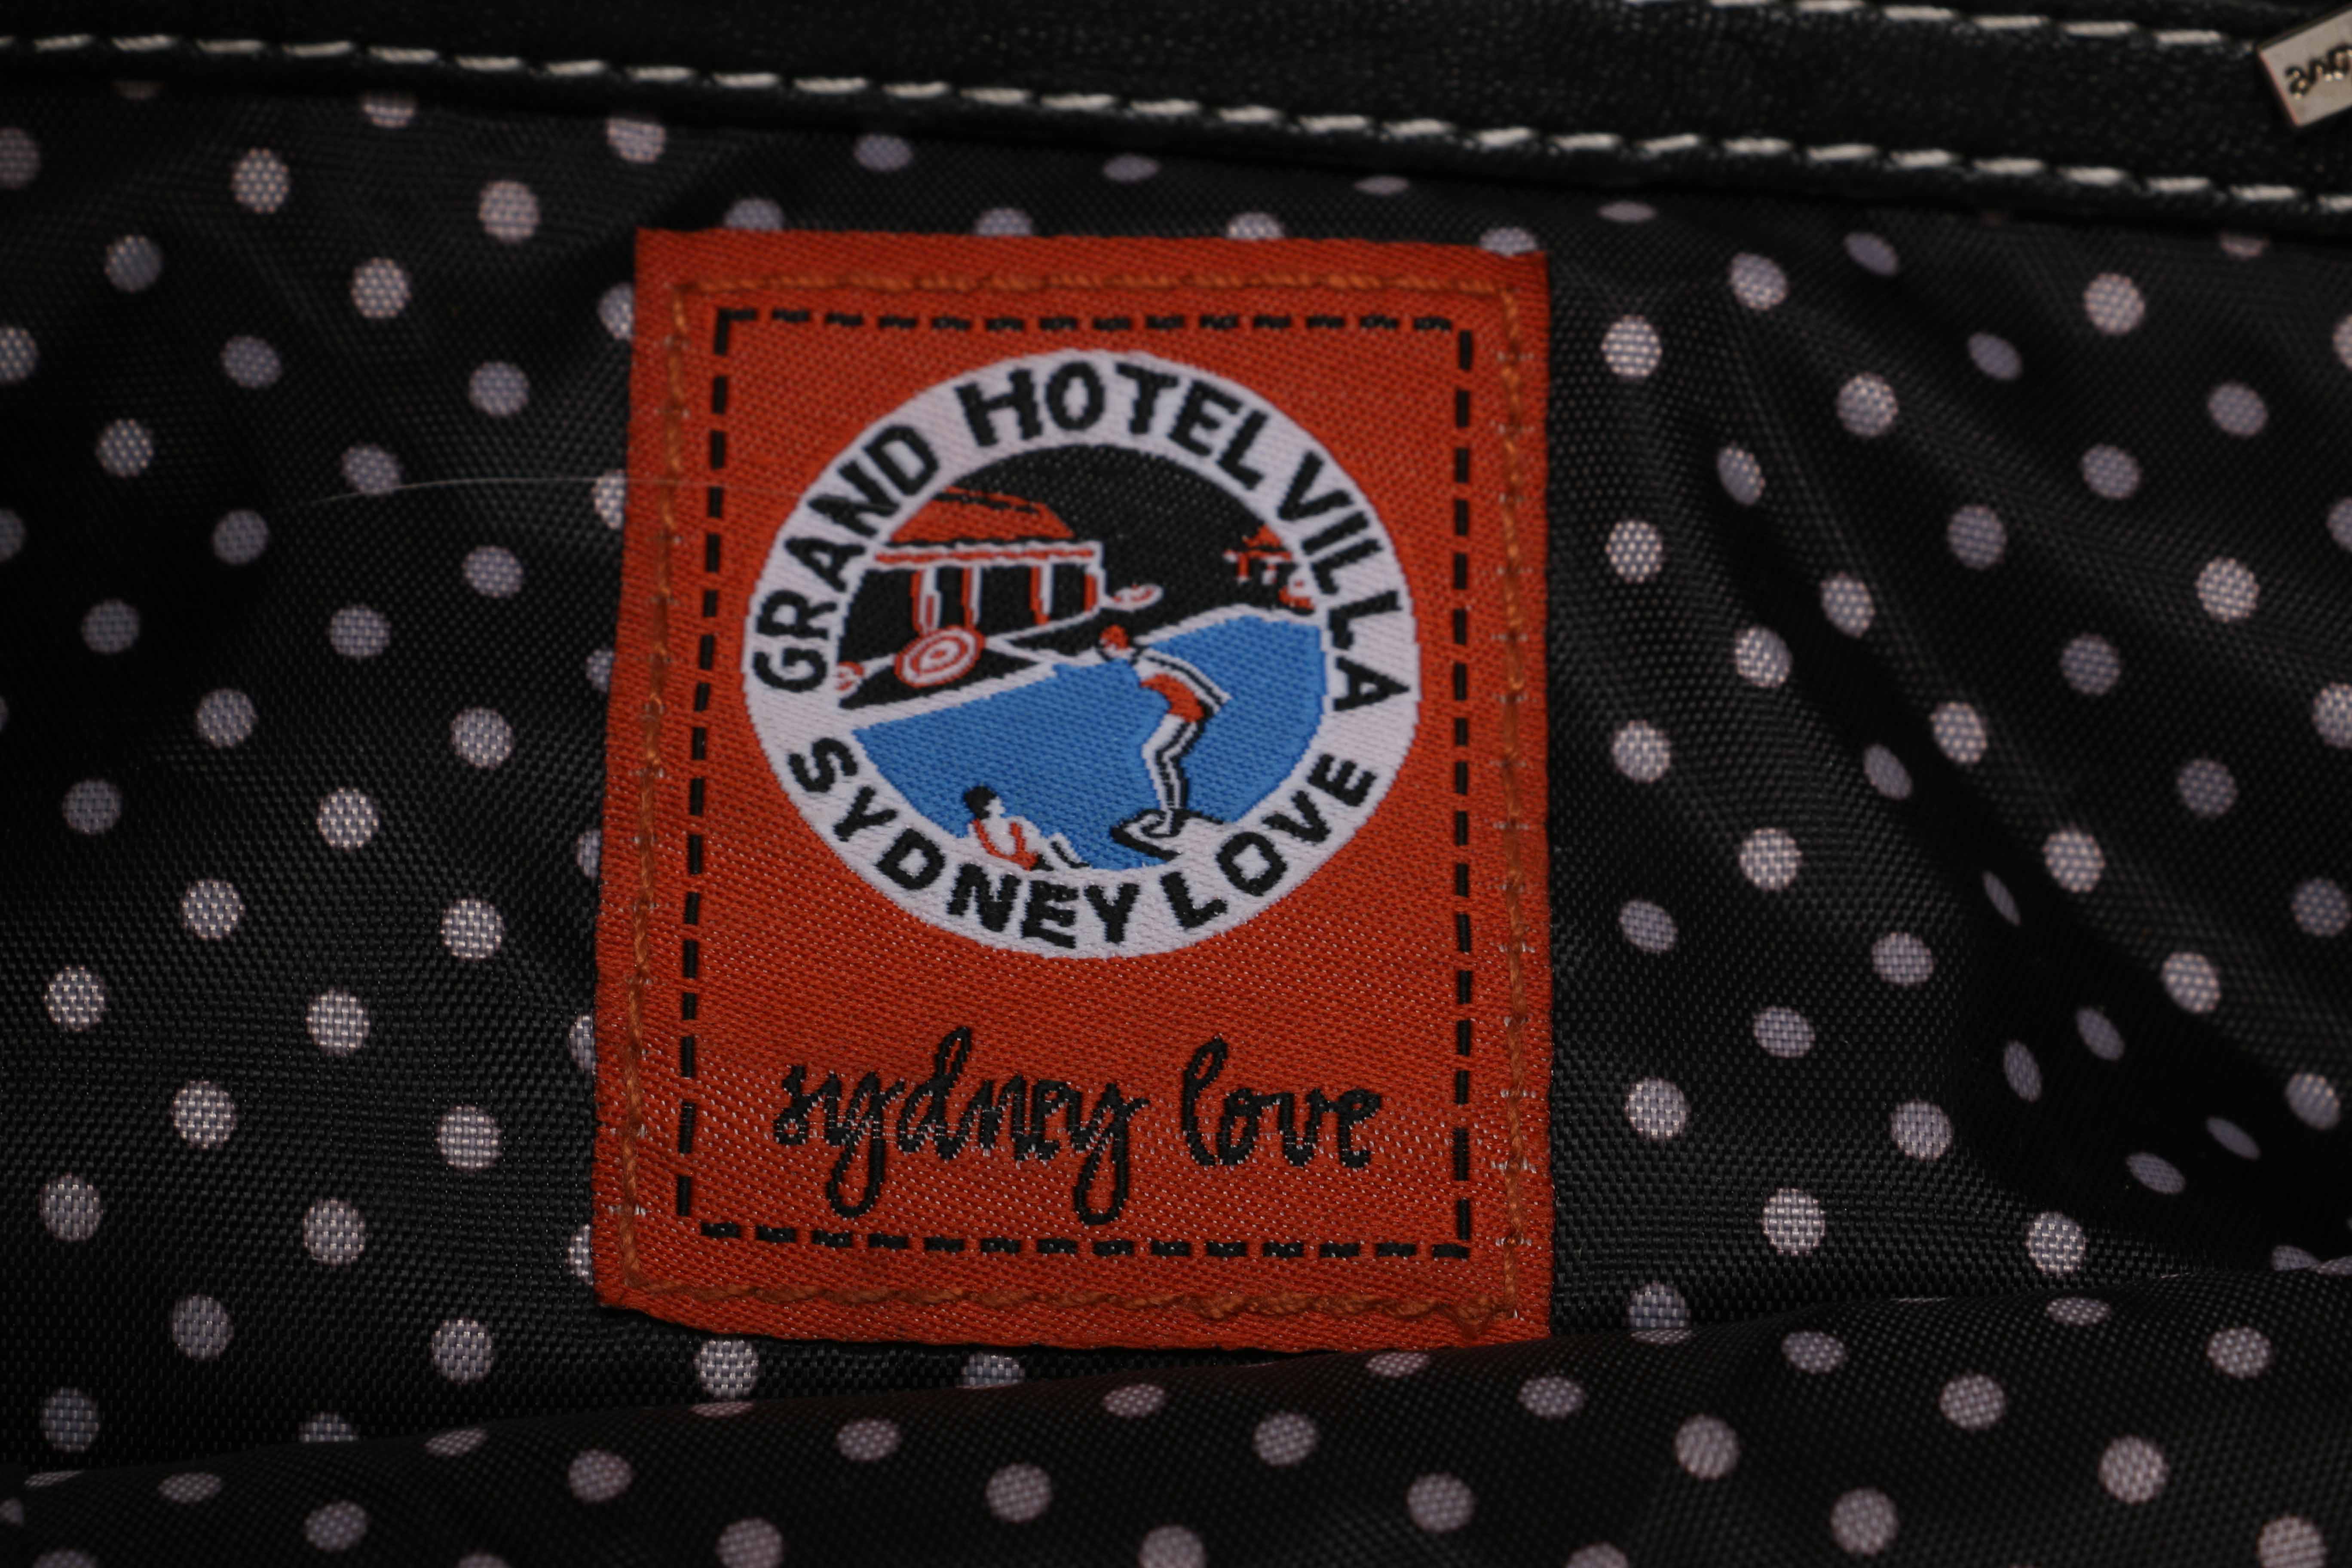 GRAND HOTEL VILLA
SYDNEY LOVE
sydney love